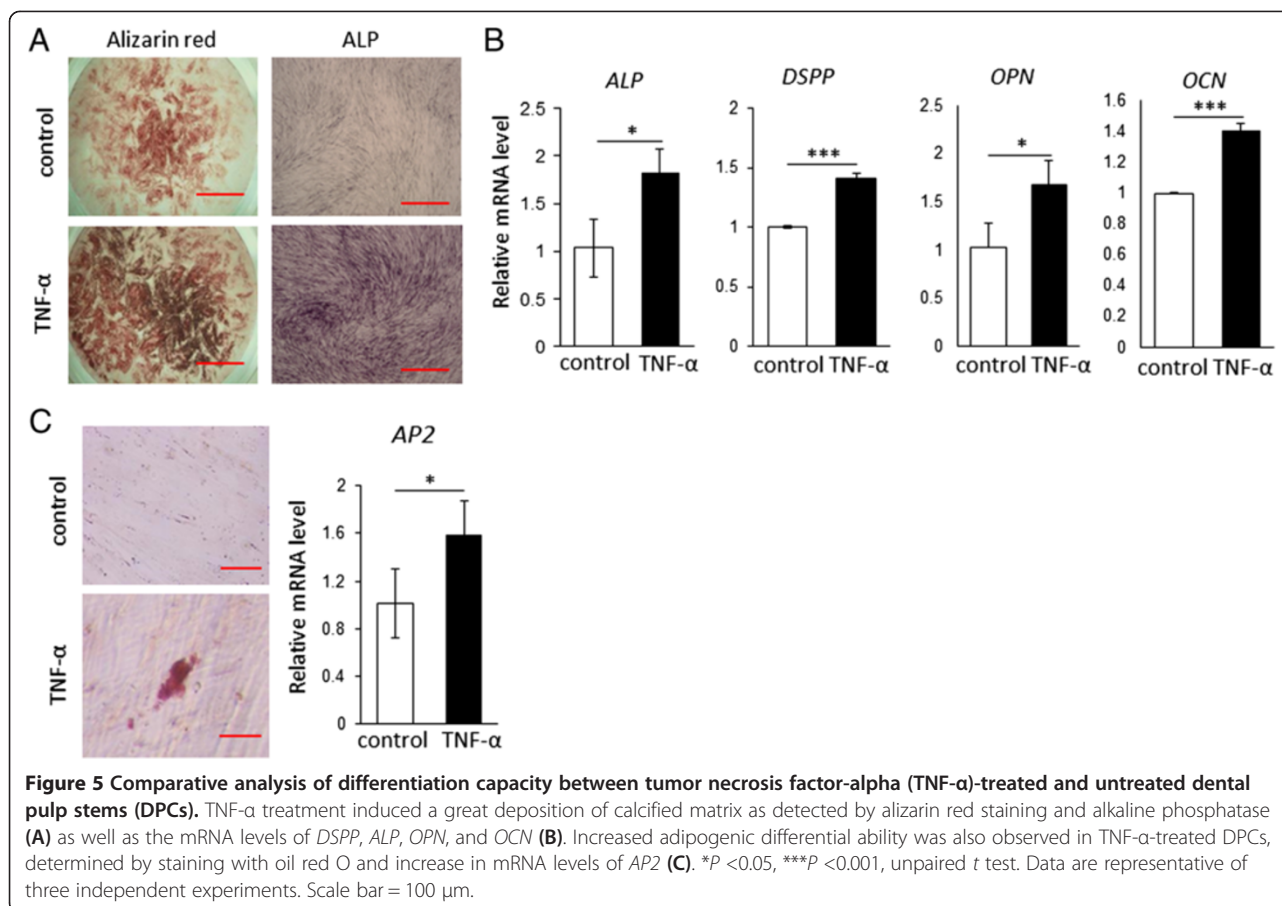 A
Alizarin red
ALP
control
TNF-α
B
ALP
DSPP
OPN
OCN
Relative mRNA level
2.5
2
1.5
1
0.5
0
*
control TNF-α
2
1.5
1
0.5
0
***
control TNF-α
2.5
2
1.5
1
0.5
0
*
control TNF-α
1.6
1.4
1.2
1
0.8
0.6
0.4
0.2
0
***
control TNF-α
C
control
TNF-α
AP2
Relative mRNA level
2
1.6
1.2
0.8
0.4
0
*
control TNF-α
Figure 5 Comparative analysis of differentiation capacity between tumor necrosis factor-alpha (TNF-α)-treated and untreated dental
pulp stems (DPCs). TNF-α treatment induced a great deposition of calcified matrix as detected by alizarin red staining and alkaline phosphatase
(A) as well as the mRNA levels of DSPP, ALP, OPN, and OCN (B). Increased adipogenic differential ability was also observed in TNF-α-treated DPCs,
determined by staining with oil red O and increase in mRNA levels of AP2 (C). *P <0.05, ***P <0.001, unpaired t test. Data are representative of
three independent experiments. Scale bar = 100 μm.